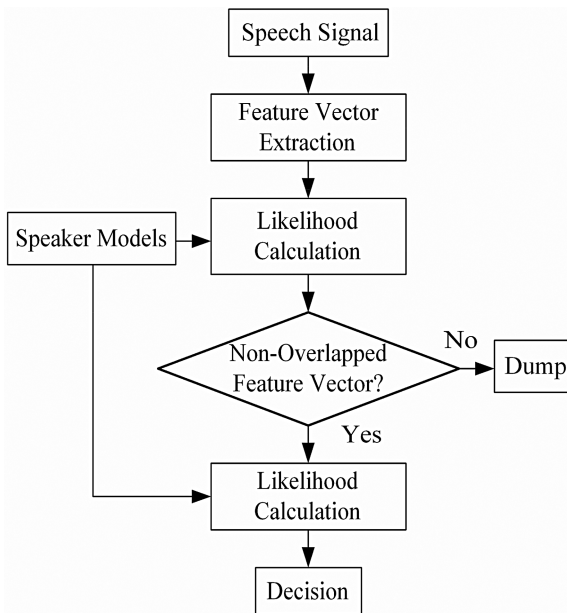 Speech Signal
Feature Vector
Extraction
Speaker Models
Likelihood
Calculation
Non-Overlapped
Feature Vector?
No
Dump
Yes
Likelihood
Calculation
Decision